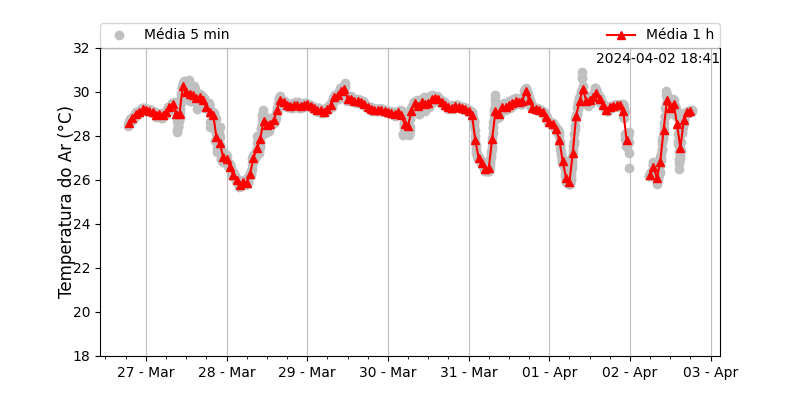 Média 5 min
Média 1 h
2024-04-02 18:41
Temperatura do Ar (°C)
32
30
28
26
24
22
20
18
27 - Mar
28 - Mar
29 - Mar
30 - Mar
31 - Mar
01 - Apr
02 - Apr
03 - Apr